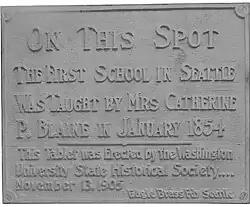 ON THIS SPOT
THE FIRST SCHOOL IN SEATTLE
WAS TAUGHT BY MRS. CATHERINE
P. BLAINE IN JANUARY 1854
This Tablet was Erected by the Washington
University State Historical Society....
November 13, 1905
Eagle Brass Fdy Seattle